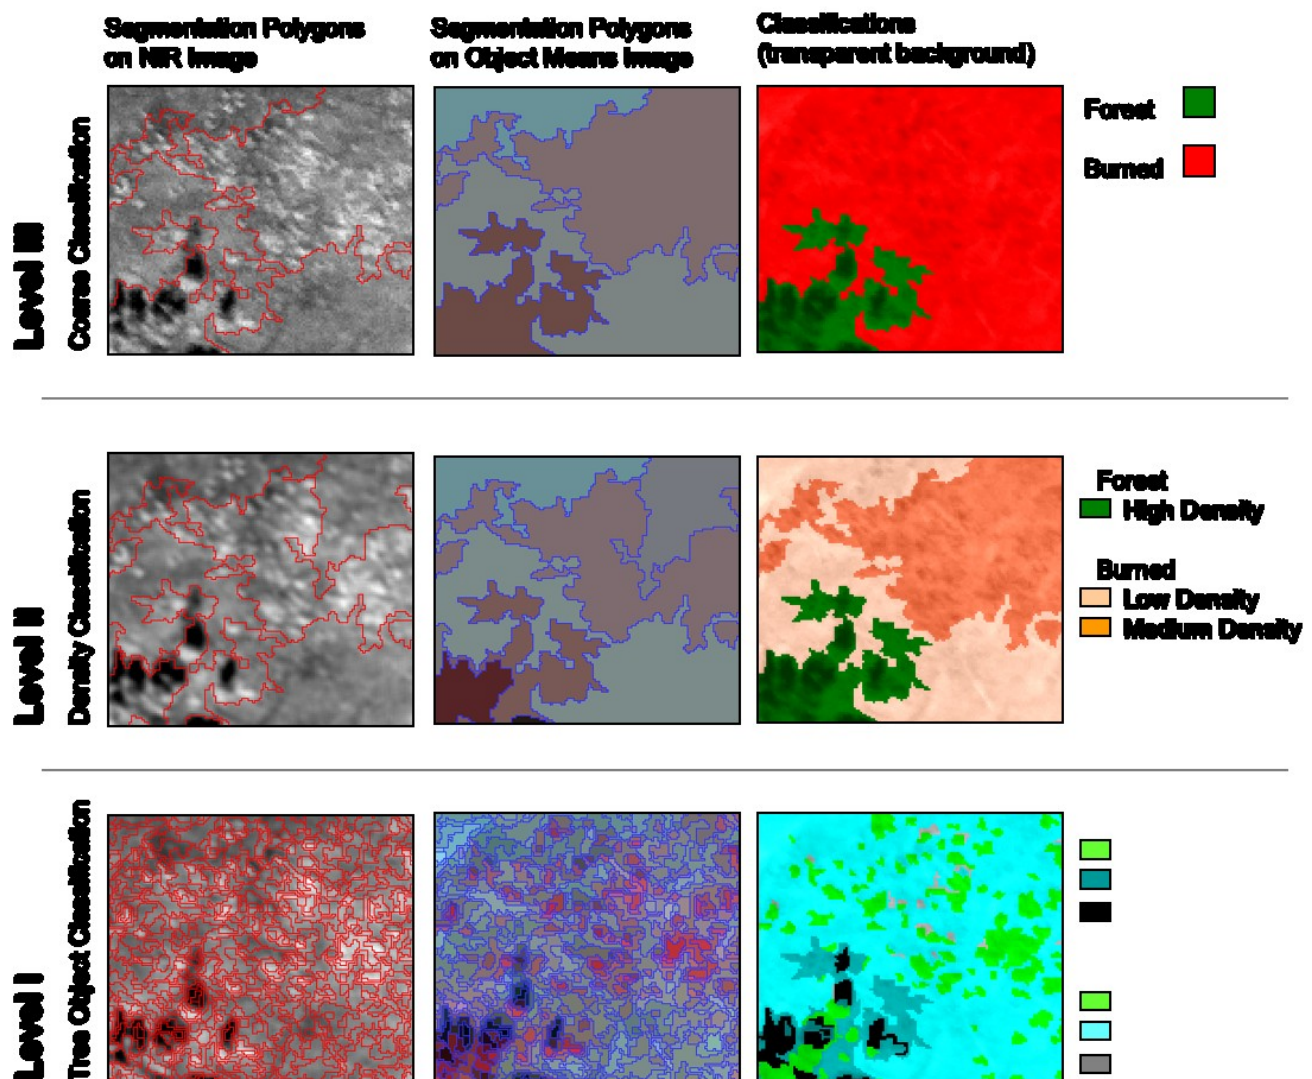 Segmentation Polygons
on NIR Image
Segmentation Polygons
on Object Means Image
Classifications
(transparent background)
Level III
Coarse Classification
Forest
Burned
Level II
Density Classification
Forest
High Density
Burned
Low Density
Medium Density
Level I
Tree Object Classification